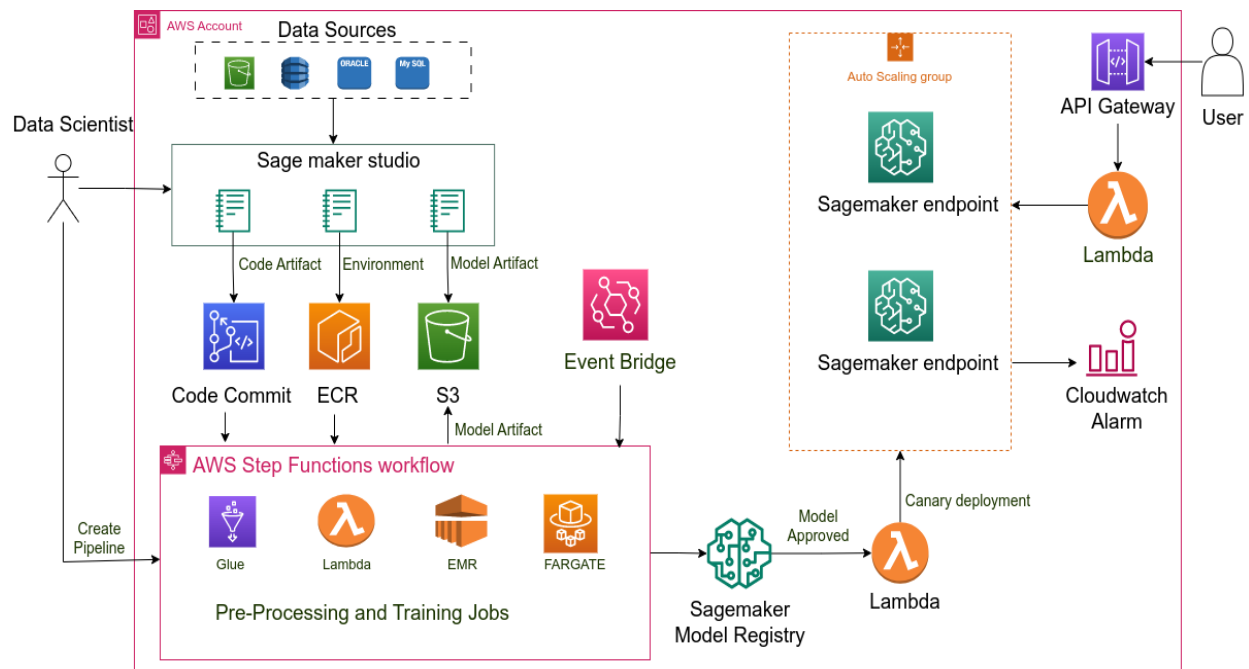 AWS Account
Data Sources
ORACLE
My SQL
Auto Scaling group
API Gateway
User
Data Scientist
Sage maker studio
Sagemaker endpoint
Lambda
Code Artifact
Environment
Model Artifact
Event Bridge
Sagemaker endpoint
Cloudwatch
Alarm
Code Commit
ECR
S3
Model Artifact
AWS Step Functions workflow
Create
Pipeline
Glue
Lambda
EMR
FARGATE
Pre-Processing and Training Jobs
Model
Approved
Canary deployment
Sagemaker
Model Registry
Lambda